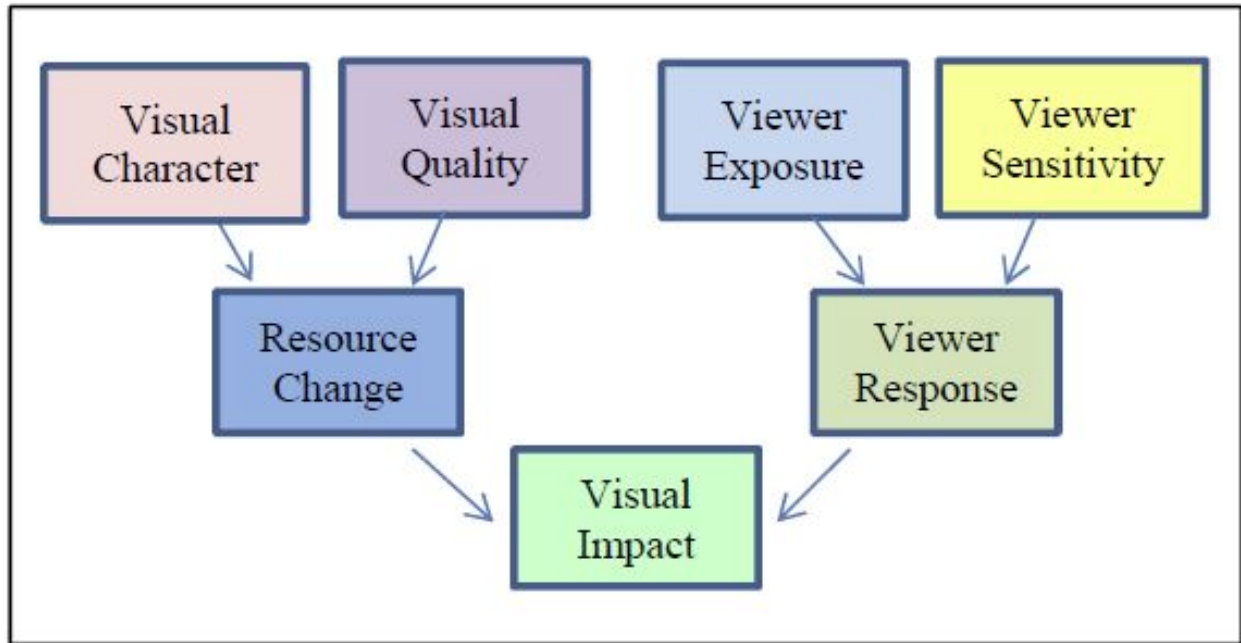 Visual
Character
Visual
Quality
Viewer
Exposure
Viewer
Sensitivity
Resource
Change
Viewer
Response
Visual
Impact